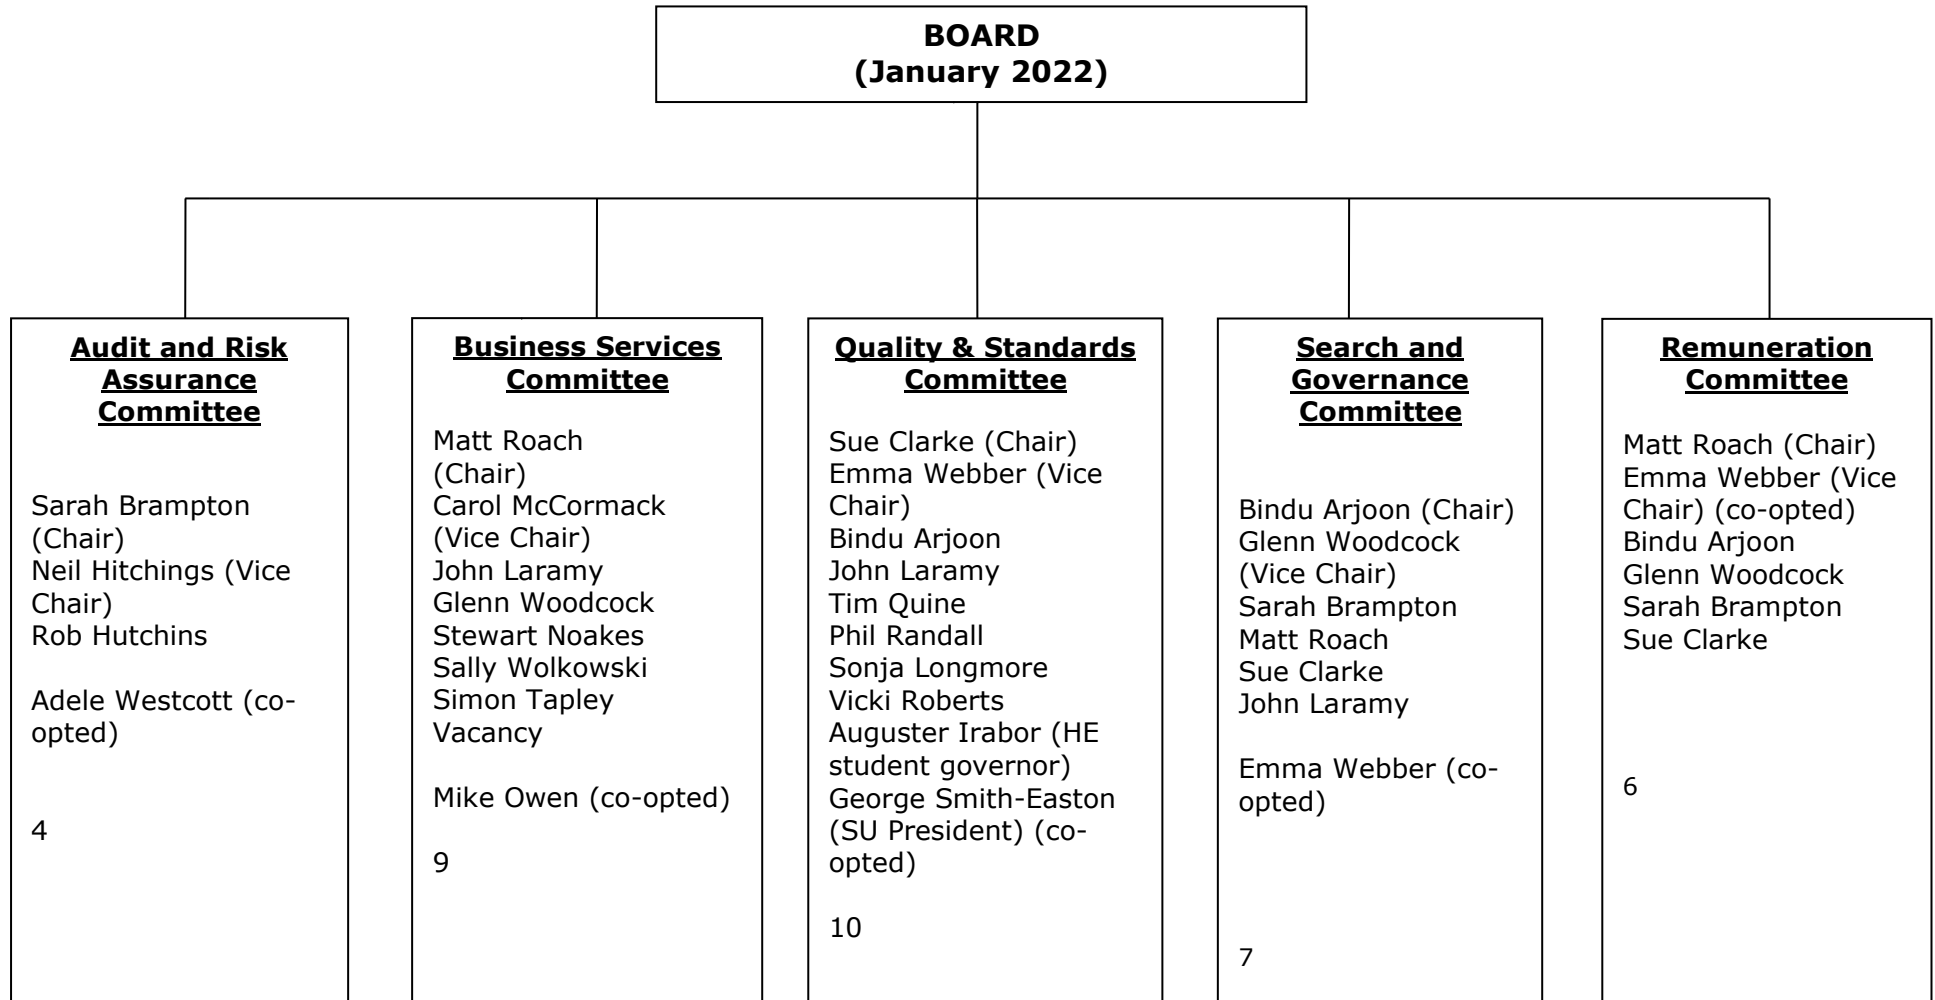 BOARD
(January 2022)
Audit and Risk
Assurance
Committee
Sarah Brampton
(Chair)
Neil Hitchings (Vice
Chair)
Rob Hutchins
Adele Westcott (co-
opted)
4
Business Services
Committee
Matt Roach
(Chair)
Carol McCormack
(Vice Chair)
John Laramy
Glenn Woodcock
Stewart Noakes
Sally Wolkowski
Simon Tapley
Vacancy
Mike Owen (co-opted)
9
Quality & Standards
Committee
Sue Clarke (Chair)
Emma Webber (Vice
Chair)
Bindu Arjoon
John Laramy
Tim Quine
Phil Randall
Sonja Longmore
Vicki Roberts
Auguster Irabor (HE
student governor)
George Smith-Easton
(SU President) (co-
opted)
10
Search and
Governance
Committee
Bindu Arjoon (Chair)
Glenn Woodcock
(Vice Chair)
Sarah Brampton
Matt Roach
Sue Clarke
John Laramy
Emma Webber (co-
opted)
7
Remuneration
Committee
Matt Roach (Chair)
Emma Webber (Vice
Chair) (co-opted)
Bindu Arjoon
Glenn Woodcock
Sarah Brampton
Sue Clarke
6